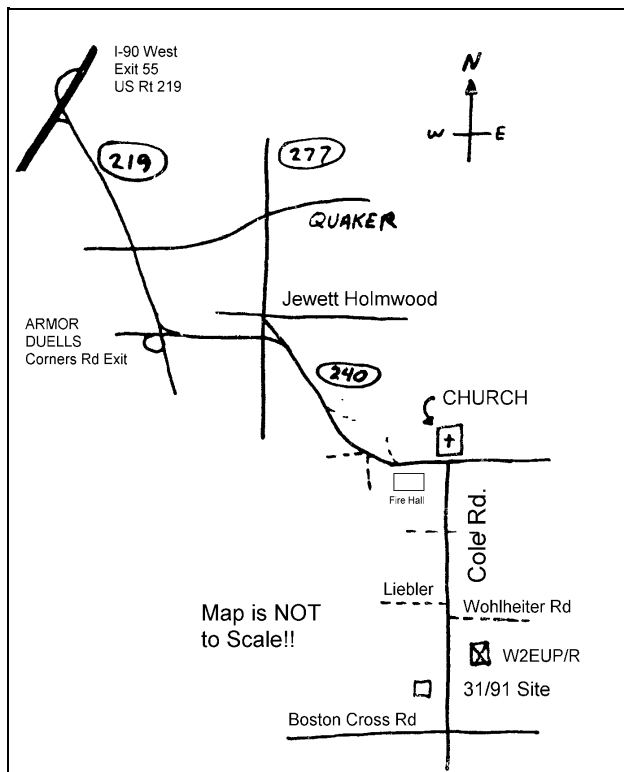 I-90 West
Exit 55
US Rt 219
N
W E
219
277
QUAKER
Jewett Holmwood
ARMOR
DUELLS
Corners Rd Exit
240
CHURCH
Fire Hall
Cole Rd.
Liebler
Wohlheiter Rd
Map is NOT
to Scale!!
W2EUP/R
31/91 Site
Boston Cross Rd